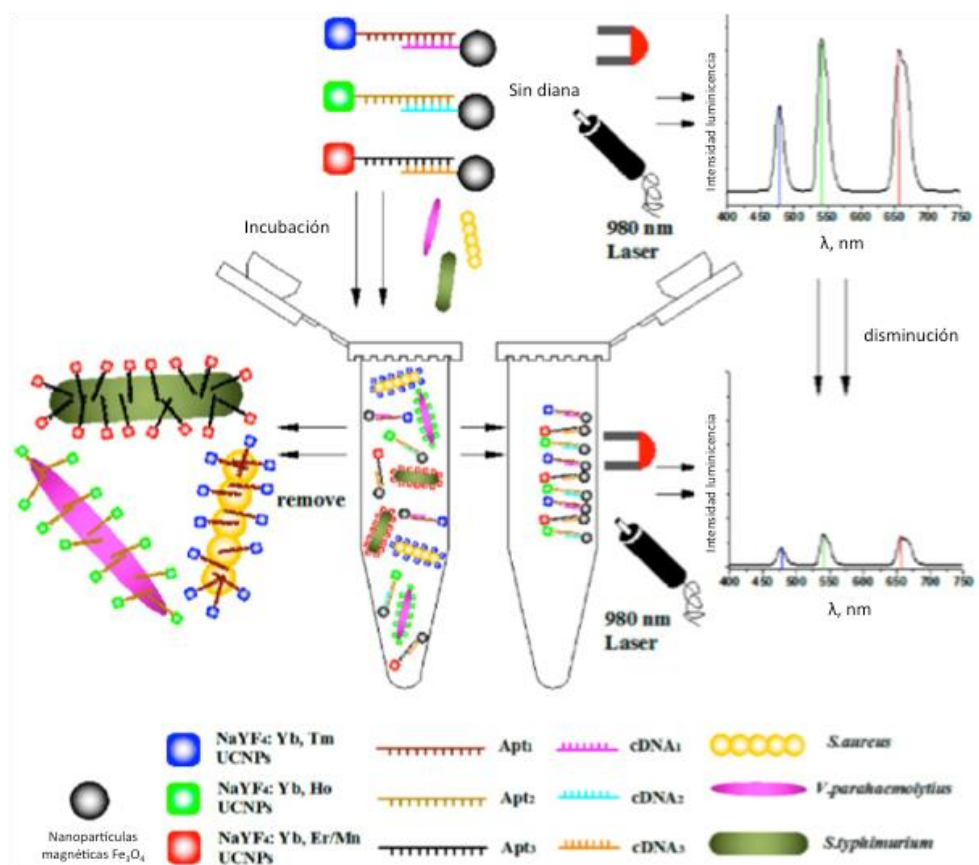 Sin diana
Incubación
980 nm
Laser
Intensidad luminicencia
400 450 500 550 600 650 700 750
λ, nm
disminución
remove
980 nm
Laser
Intensidad luminicencia
400 450 500 550 600 650 700 750
λ, nm
Nanopartículas
magnéticas Fe₃O₄
NaYF₄: Yb, Tm
UCNPs
NaYF₄: Yb, Ho
UCNPs
NaYF₄: Yb, Er/Mn
UCNPs
Apt₁
Apt₂
Apt₃
cDNA₁
cDNA₂
cDNA₃
S.aureus
V.parahaemolytius
S.typhimurium